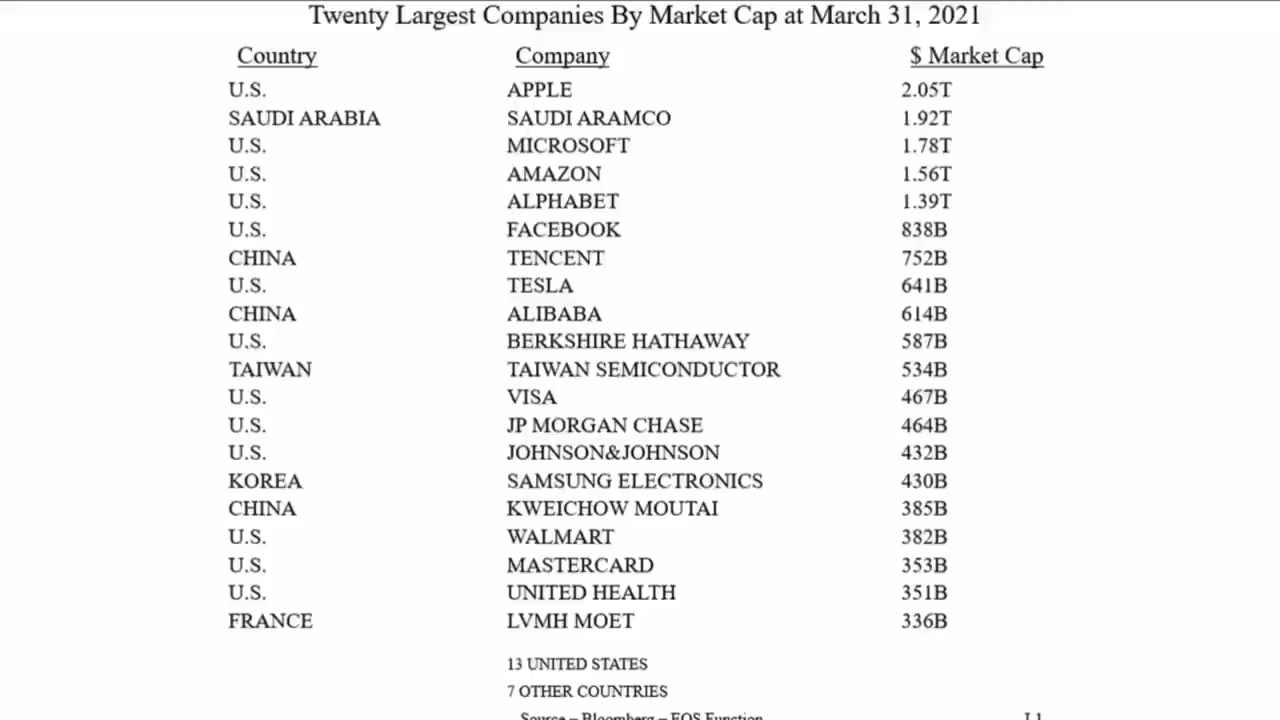 Twenty Largest Companies By Market Cap at March 31, 2021
Country Company $ Market Cap
U.S. APPLE 2.05T
SAUDI ARABIA SAUDI ARAMCO 1.92T
U.S. MICROSOFT 1.78T
U.S. AMAZON 1.56T
U.S. ALPHABET 1.39T
U.S. FACEBOOK 838B
CHINA TENCENT 752B
U.S. TESLA 641B
CHINA ALIBABA 614B
U.S. BERKSHIRE HATHAWAY 587B
TAIWAN TAIWAN SEMICONDUCTOR 534B
U.S. VISA 467B
U.S. JP MORGAN CHASE 464B
U.S. JOHNSON&JOHNSON 432B
KOREA SAMSUNG ELECTRONICS 430B
CHINA KWEICHOW MOUTAI 385B
U.S. WALMART 382B
U.S. MASTERCARD 353B
U.S. UNITED HEALTH 351B
FRANCE LVMH MOET 336B
13 UNITED STATES
7 OTHER COUNTRIES
Source – Bloomberg – EQS Function